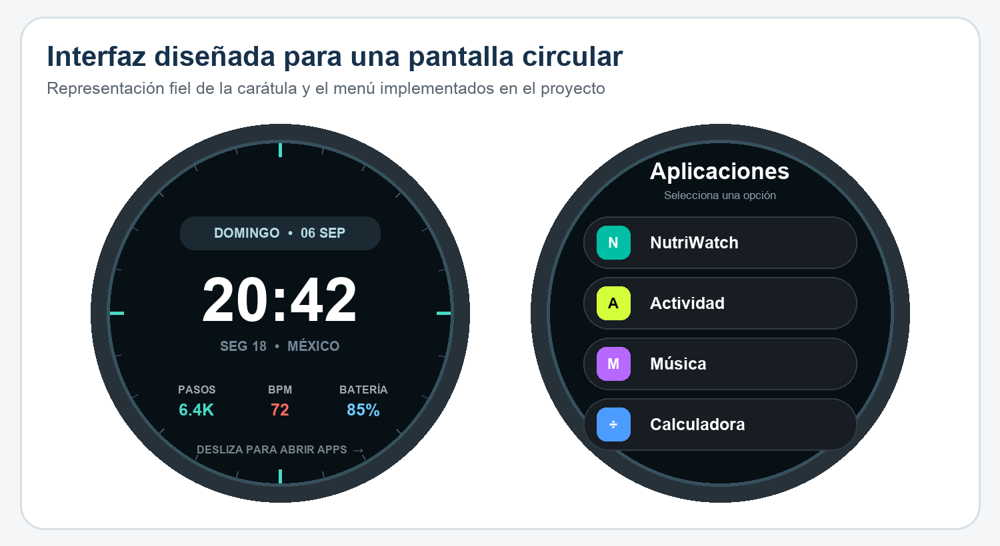 Interfaz diseñada para una pantalla circular
Representación fiel de la carátula y el menú implementados en el proyecto
DOMINGO • 06 SEP
20:42
SEG 18 • MÉXICO
PASOS BPM BATERÍA
6.4K 72 85%
DESLIZA PARA ABRIR APPS →
Aplicaciones
Selecciona una opción
N NutriWatch
A Actividad
M Música
÷ Calculadora